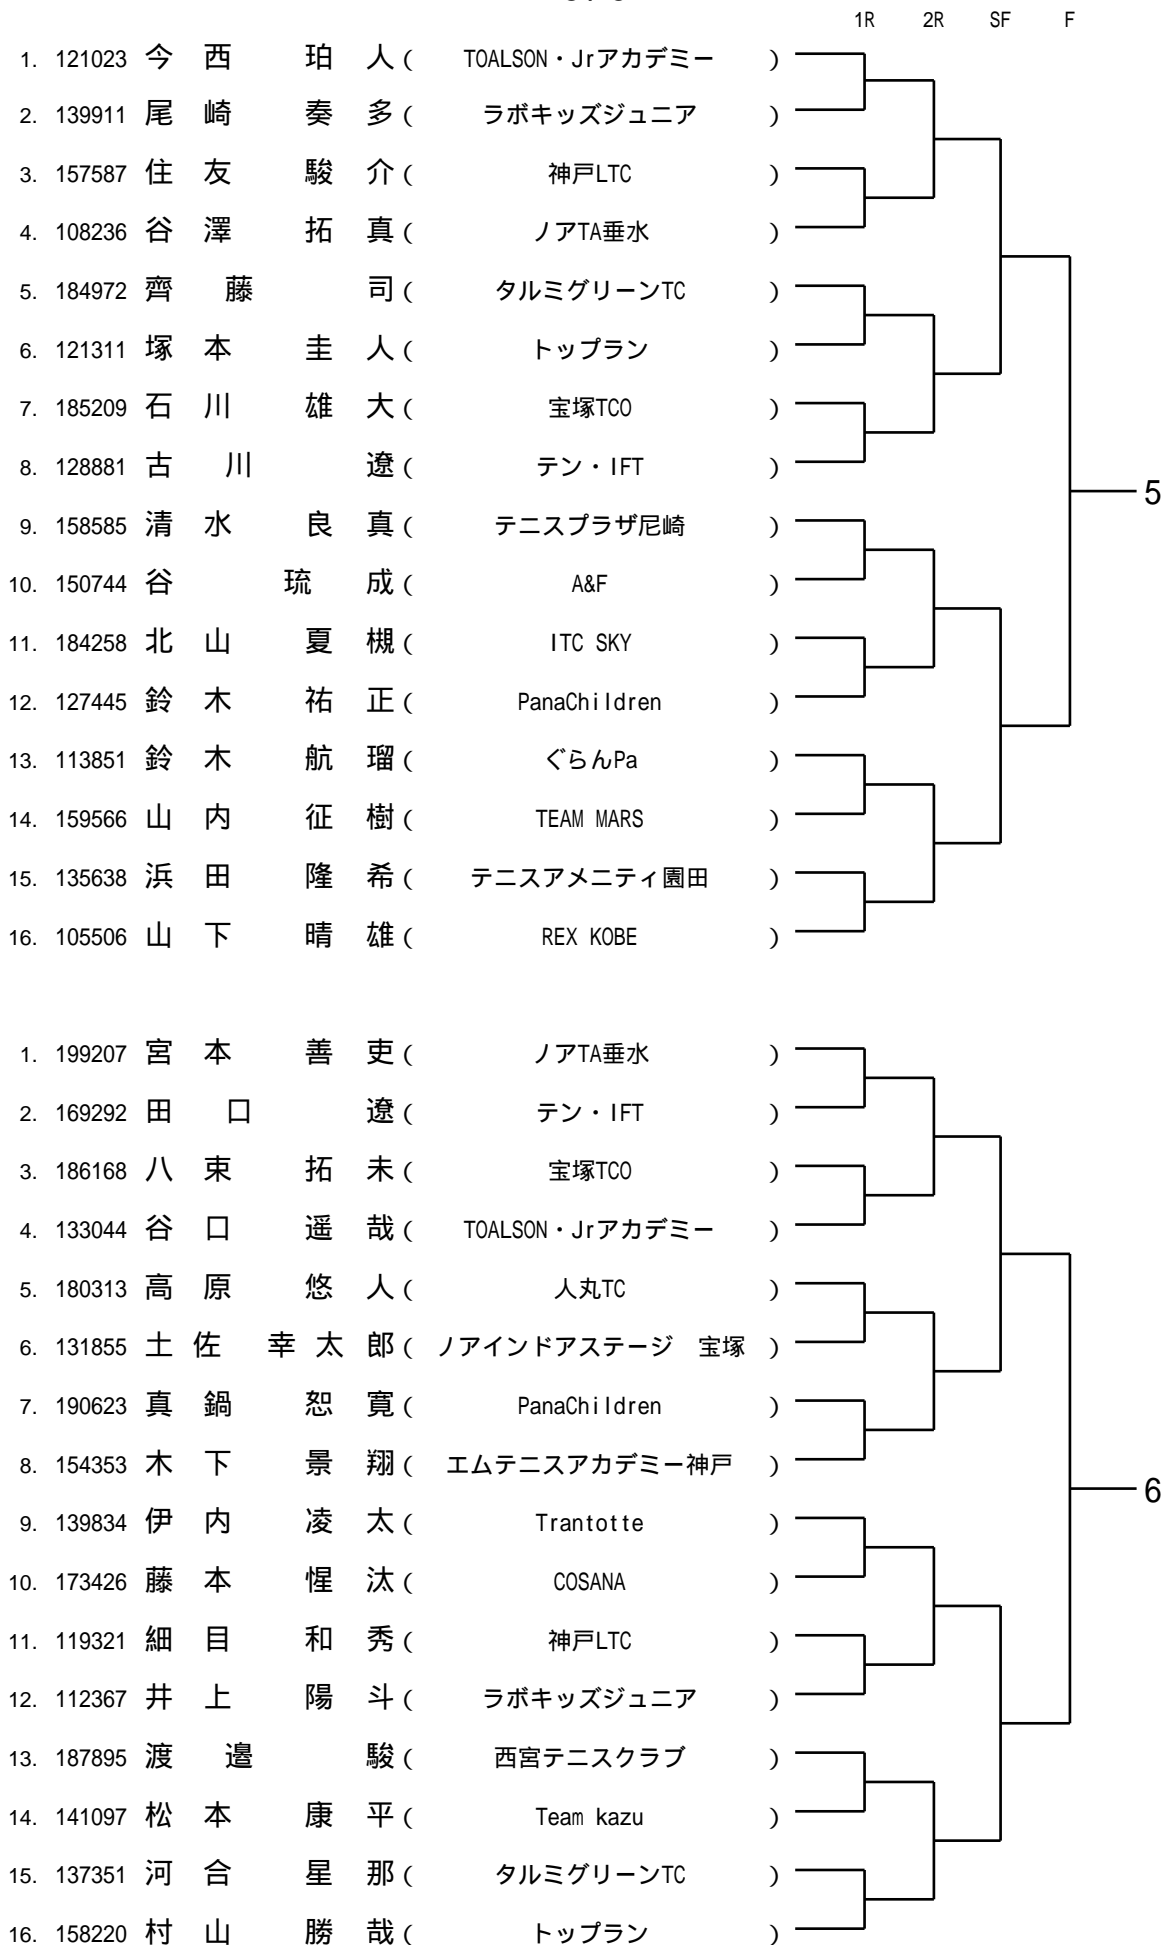 1R 2R SF F
1. 121023 今 西 珀 人 ( TOALSON・Jrアカデミー )
2. 139911 尾 崎 奏 多 ( ラボキッズジュニア )
3. 157587 住 友 駿 介 ( 神戸LTC )
4. 108236 谷 澤 拓 真 ( ノアTA垂水 )
5. 184972 齊 藤 司 ( タルミグリーンTC )
6. 121311 塚 本 圭 人 ( トップラン )
7. 185209 石 川 雄 大 ( 宝塚TCO )
8. 128881 古 川 遼 ( テン・IFT )
5
9. 158585 清 水 良 真 ( テニスプラザ尼崎 )
10. 150744 谷 琉 成 ( A&F )
11. 184258 北 山 夏 槻 ( ITC SKY )
12. 127445 鈴 木 祐 正 ( PanaChildren )
13. 113851 鈴 木 航 瑠 ( ぐらんPa )
14. 159566 山 内 征 樹 ( TEAM MARS )
15. 135638 浜 田 隆 希 ( テニスアメニティ園田 )
16. 105506 山 下 晴 雄 ( REX KOBE )
1. 199207 宮 本 善 吏 ( ノアTA垂水 )
2. 169292 田 口 遼 ( テン・IFT )
3. 186168 八 束 拓 未 ( 宝塚TCO )
4. 133044 谷 口 遥 哉 ( TOALSON・Jrアカデミー )
5. 180313 高 原 悠 人 ( 人丸TC )
6. 131855 土 佐 幸 太 郎 ( ノアインドアステージ 宝塚 )
7. 190623 真 鍋 恕 寛 ( PanaChildren )
8. 154353 木 下 景 翔 ( エムテニスアカデミー神戸 )
6
9. 139834 伊 内 凌 太 ( Trantotte )
10. 173426 藤 本 惺 汰 ( COSANA )
11. 119321 細 目 和 秀 ( 神戸LTC )
12. 112367 井 上 陽 斗 ( ラボキッズジュニア )
13. 187895 渡 邉 駿 ( 西宮テニスクラブ )
14. 141097 松 本 康 平 ( Team kazu )
15. 137351 河 合 星 那 ( タルミグリーンTC )
16. 158220 村 山 勝 哉 ( トップラン )